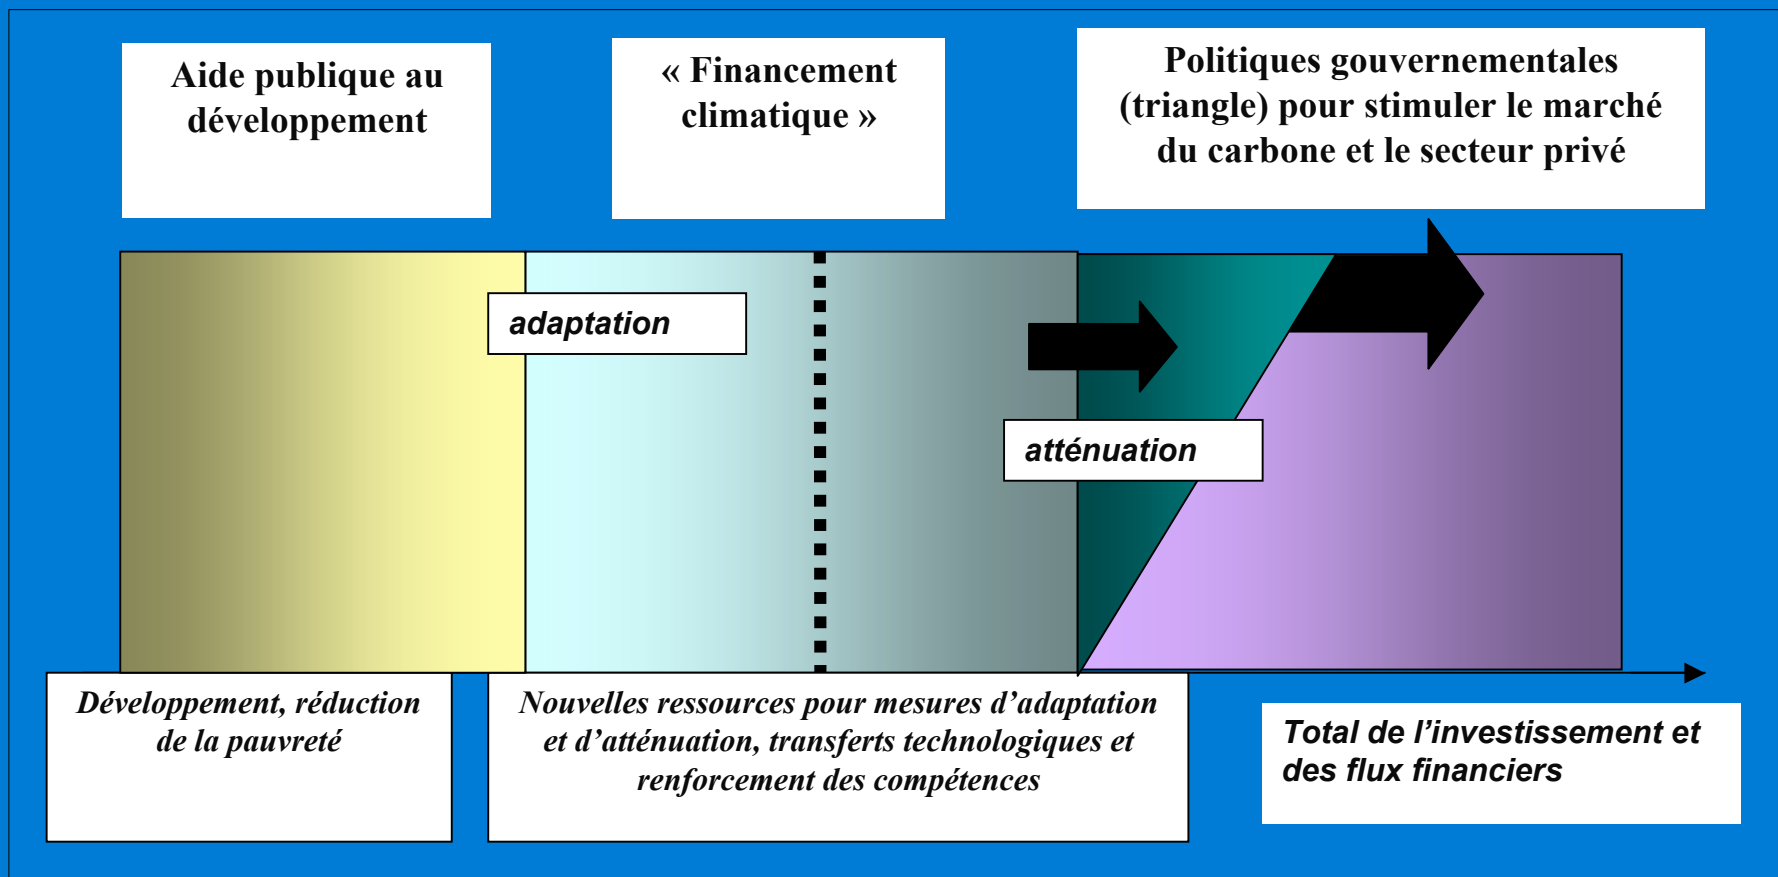 Aide publique au
développement
« Financement
climatique »
Politiques gouvernementales
(triangle) pour stimuler le marché
du carbone et le secteur privé
adaptation
atténuation
Développement, réduction
de la pauvreté
Nouvelles ressources pour mesures d’adaptation
et d’atténuation, transferts technologiques et
renforcement des compétences
Total de l’investissement et
des flux financiers